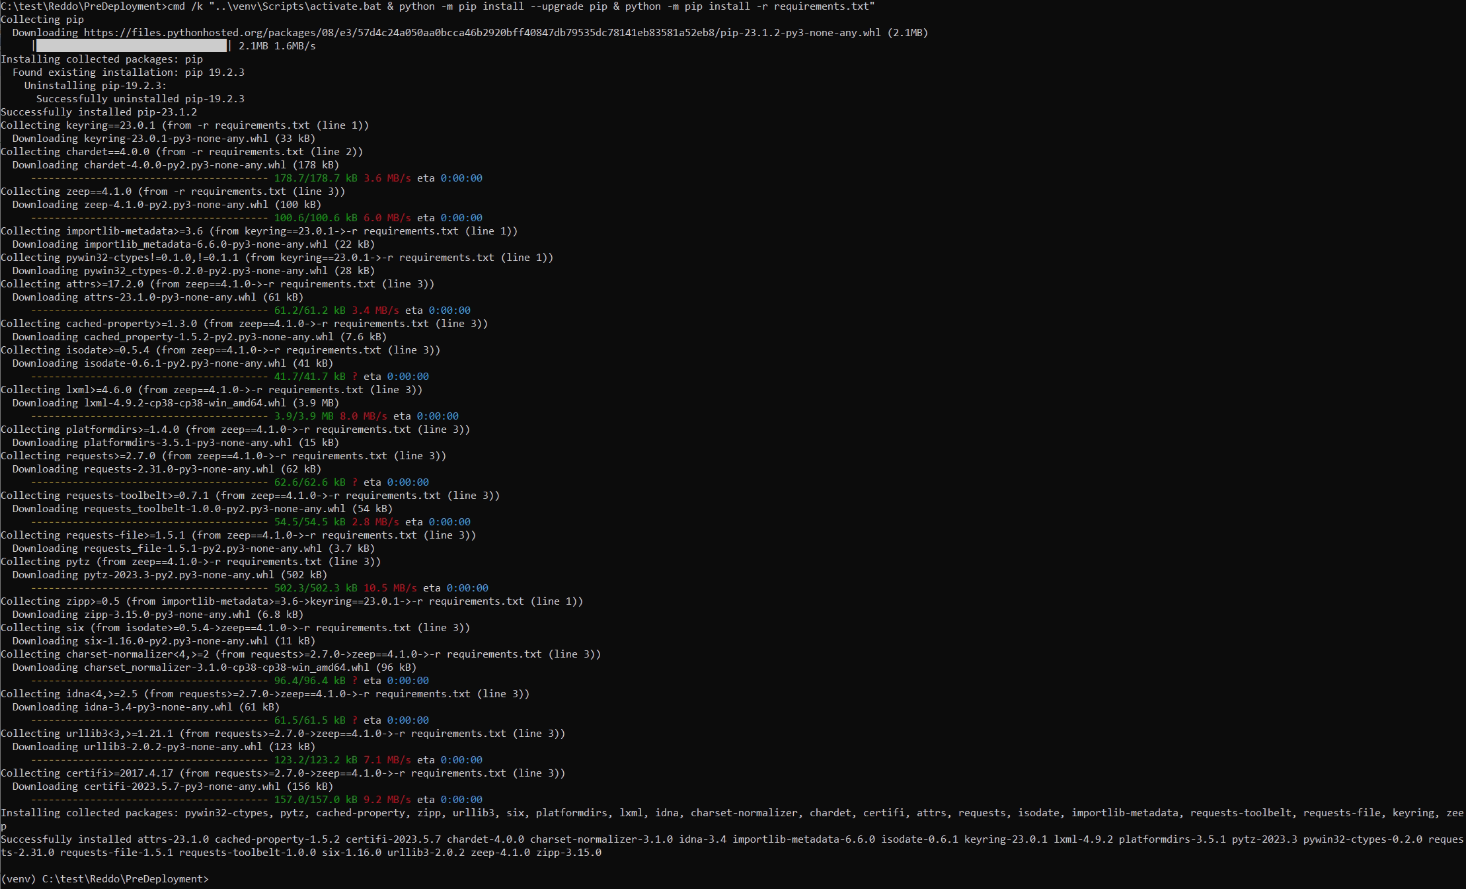 C:\test\Reddo\PreDeployment>cmd /k "..\venv\Scripts\activate.bat & python -m pip install --upgrade pip & python -m pip install -r requirements.txt"
Collecting pip
  Downloading https://files.pythonhosted.org/packages/08/e3/57d4c24a050aa0bcca46b2920bff40847db79535dc78141eb83581a52eb8/pip-23.1.2-py3-none-any.whl (2.1MB)
     |████████████████████████████████| 2.1MB 1.6MB/s
Installing collected packages: pip
  Found existing installation: pip 19.2.3
    Uninstalling pip-19.2.3:
      Successfully uninstalled pip-19.2.3
Successfully installed pip-23.1.2
Collecting keyring==23.0.1 (from -r requirements.txt (line 1))
  Downloading keyring-23.0.1-py3-none-any.whl (33 kB)
Collecting chardet==4.0.0 (from -r requirements.txt (line 2))
  Downloading chardet-4.0.0-py2.py3-none-any.whl (178 kB)
     ---------------------------------------- 178.7/178.7 kB 3.6 MB/s eta 0:00:00
Collecting zeep==4.1.0 (from -r requirements.txt (line 3))
  Downloading zeep-4.1.0-py2.py3-none-any.whl (100 kB)
     ---------------------------------------- 100.6/100.6 kB 6.0 MB/s eta 0:00:00
Collecting importlib-metadata>=3.6 (from keyring==23.0.1->-r requirements.txt (line 1))
  Downloading importlib_metadata-6.6.0-py3-none-any.whl (22 kB)
Collecting pywin32-ctypes!=0.1.0,!=0.1.1 (from keyring==23.0.1->-r requirements.txt (line 1))
  Downloading pywin32_ctypes-0.2.0-py2.py3-none-any.whl (28 kB)
Collecting attrs>=17.2.0 (from zeep==4.1.0->-r requirements.txt (line 3))
  Downloading attrs-23.1.0-py3-none-any.whl (61 kB)
     ---------------------------------------- 61.2/61.2 kB 3.4 MB/s eta 0:00:00
Collecting cached-property>=1.3.0 (from zeep==4.1.0->-r requirements.txt (line 3))
  Downloading cached_property-1.5.2-py2.py3-none-any.whl (7.6 kB)
Collecting isodate>=0.5.4 (from zeep==4.1.0->-r requirements.txt (line 3))
  Downloading isodate-0.6.1-py2.py3-none-any.whl (41 kB)
     ---------------------------------------- 41.7/41.7 kB ? eta 0:00:00
Collecting lxml>=4.6.0 (from zeep==4.1.0->-r requirements.txt (line 3))
  Downloading lxml-4.9.2-cp38-cp38-win_amd64.whl (3.9 MB)
     ---------------------------------------- 3.9/3.9 MB 8.0 MB/s eta 0:00:00
Collecting platformdirs>=1.4.0 (from zeep==4.1.0->-r requirements.txt (line 3))
  Downloading platformdirs-3.5.1-py3-none-any.whl (15 kB)
Collecting requests>=2.7.0 (from zeep==4.1.0->-r requirements.txt (line 3))
  Downloading requests-2.31.0-py3-none-any.whl (62 kB)
     ---------------------------------------- 62.6/62.6 kB ? eta 0:00:00
Collecting requests-toolbelt>=0.7.1 (from zeep==4.1.0->-r requirements.txt (line 3))
  Downloading requests_toolbelt-1.0.0-py2.py3-none-any.whl (54 kB)
     ---------------------------------------- 54.5/54.5 kB 2.8 MB/s eta 0:00:00
Collecting requests-file>=1.5.1 (from zeep==4.1.0->-r requirements.txt (line 3))
  Downloading requests_file-1.5.1-py2.py3-none-any.whl (3.7 kB)
Collecting pytz (from zeep==4.1.0->-r requirements.txt (line 3))
  Downloading pytz-2023.3-py2.py3-none-any.whl (502 kB)
     ---------------------------------------- 502.3/502.3 kB 10.5 MB/s eta 0:00:00
Collecting zipp>=0.5 (from importlib-metadata>=3.6->keyring==23.0.1->-r requirements.txt (line 1))
  Downloading zipp-3.15.0-py3-none-any.whl (6.8 kB)
Collecting six (from isodate>=0.5.4->zeep==4.1.0->-r requirements.txt (line 3))
  Downloading six-1.16.0-py2.py3-none-any.whl (11 kB)
Collecting charset-normalizer<4,>=2 (from requests>=2.7.0->zeep==4.1.0->-r requirements.txt (line 3))
  Downloading charset_normalizer-3.1.0-cp38-cp38-win_amd64.whl (96 kB)
     ---------------------------------------- 96.4/96.4 kB ? eta 0:00:00
Collecting idna<4,>=2.5 (from requests>=2.7.0->zeep==4.1.0->-r requirements.txt (line 3))
  Downloading idna-3.4-py3-none-any.whl (61 kB)
     ---------------------------------------- 61.5/61.5 kB ? eta 0:00:00
Collecting urllib3<3,>=1.21.1 (from requests>=2.7.0->zeep==4.1.0->-r requirements.txt (line 3))
  Downloading urllib3-2.0.2-py3-none-any.whl (123 kB)
     ---------------------------------------- 123.2/123.2 kB 7.1 MB/s eta 0:00:00
Collecting certifi>=2017.4.17 (from requests>=2.7.0->zeep==4.1.0->-r requirements.txt (line 3))
  Downloading certifi-2023.5.7-py3-none-any.whl (156 kB)
     ---------------------------------------- 157.0/157.0 kB 9.2 MB/s eta 0:00:00
Installing collected packages: pywin32-ctypes, pytz, cached-property, zipp, urllib3, six, platformdirs, lxml, idna, charset-normalizer, chardet, certifi, attrs, requests, isodate, importlib-metadata, requests-toolbelt, requests-file, keyring, zee
p
Successfully installed attrs-23.1.0 cached-property-1.5.2 certifi-2023.5.7 chardet-4.0.0 charset-normalizer-3.1.0 idna-3.4 importlib-metadata-6.6.0 isodate-0.6.1 keyring-23.0.1 lxml-4.9.2 platformdirs-3.5.1 pytz-2023.3 pywin32-ctypes-0.2.0 reques
ts-2.31.0 requests-file-1.5.1 requests-toolbelt-1.0.0 six-1.16.0 urllib3-2.0.2 zeep-4.1.0 zipp-3.15.0
(venv) C:\test\Reddo\PreDeployment>